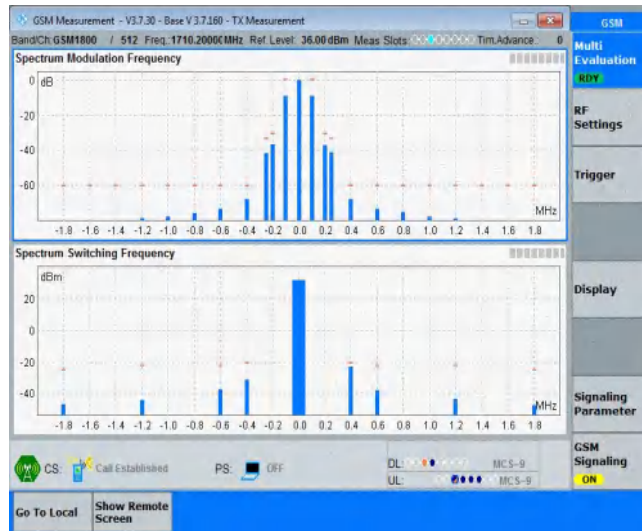 GSM Measurement - V3.7.30 - Base V 3.7.160 - TX Measurement
Band/Ch: GSM1800 / 512 Freq.: 1710.20000 MHz Ref. Level: 36.00 dBm Meas Slots: Tim.Advance: 0
Spectrum Modulation Frequency
dB
0
-20
-40
-60
MHz
-1.8 -1.6 -1.4 -1.2 -1.0 -0.8 -0.6 -0.4 -0.2 0.0 0.2 0.4 0.6 0.8 1.0 1.2 1.4 1.6 1.8
Spectrum Switching Frequency
dBm
20
0
-20
-40
MHz
-1.8 -1.6 -1.4 -1.2 -1.0 -0.8 -0.6 -0.4 -0.2 0.0 0.2 0.4 0.6 0.8 1.0 1.2 1.4 1.6 1.8
CS: Call Established PS: OFF
DL: MCS-9
UL: MCS-9
GSM
Multi
Evaluation
RDY
RF
Settings
Trigger
Display
Signaling
Parameter
GSM
Signaling
ON
Go To Local
Show Remote
Screen